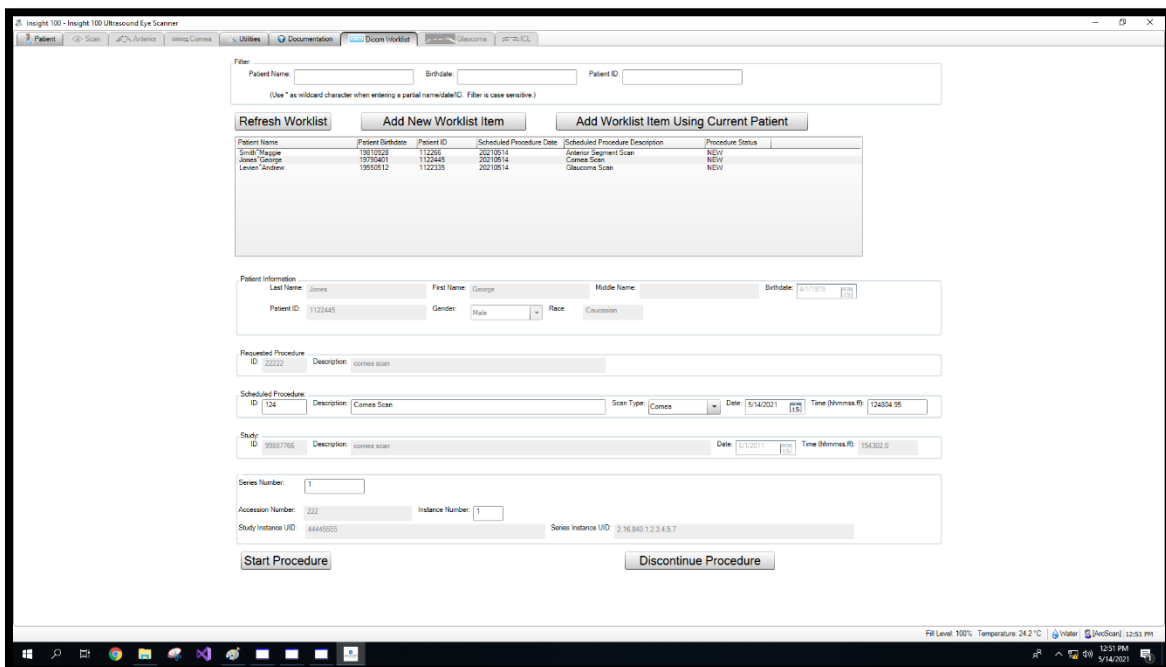 Insight 100 - Insight 100 Ultrasound Eye Scanner
Patient Scan Anterior Cornea Utilities Documentation Dicom Worklist Glaucoma ICL
Filter
Patient Name: Birthdate: Patient ID:
(Use * as wildcard character when entering a partial name/date/ID. Filter is case sensitive.)
Refresh Worklist Add New Worklist Item Add Worklist Item Using Current Patient
Patient Name Patient Birthdate Patient ID Scheduled Procedure Date Scheduled Procedure Description Procedure Status
Smith^Maggie 19810928 112266 20210514 Anterior Segment Scan NEW
Jones^George 19790401 1122445 20210514 Cornea Scan NEW
Levien^Andrew 19550512 1122335 20210514 Glaucoma Scan NEW
Patient Information
Last Name: Jones First Name: George Middle Name: Birthdate: 4/1/1979 15
Patient ID: 1122445 Gender: Male Race: Caucasian
Requested Procedure
ID: 22222 Description: cornea scan
Scheduled Procedure:
ID: 124 Description: Cornea Scan Scan Type: Cornea Date: 5/14/2021 15 Time (hhmmss.ff): 124804.95
Study:
ID: 99887766 Description: cornea scan Date: 6/1/2011 15 Time (hhmmss.ff): 154302.0
Series Number: 1
Accession Number: 222 Instance Number: 1
Study Instance UID: 44445555 Series Instance UID: 2.16.840.1.2.3.4.5.7
Start Procedure Discontinue Procedure
Fill Level: 100% Temperature: 24.2 °C Water [ArcScan] 12:51 PM
12:51 PM
5/14/2021